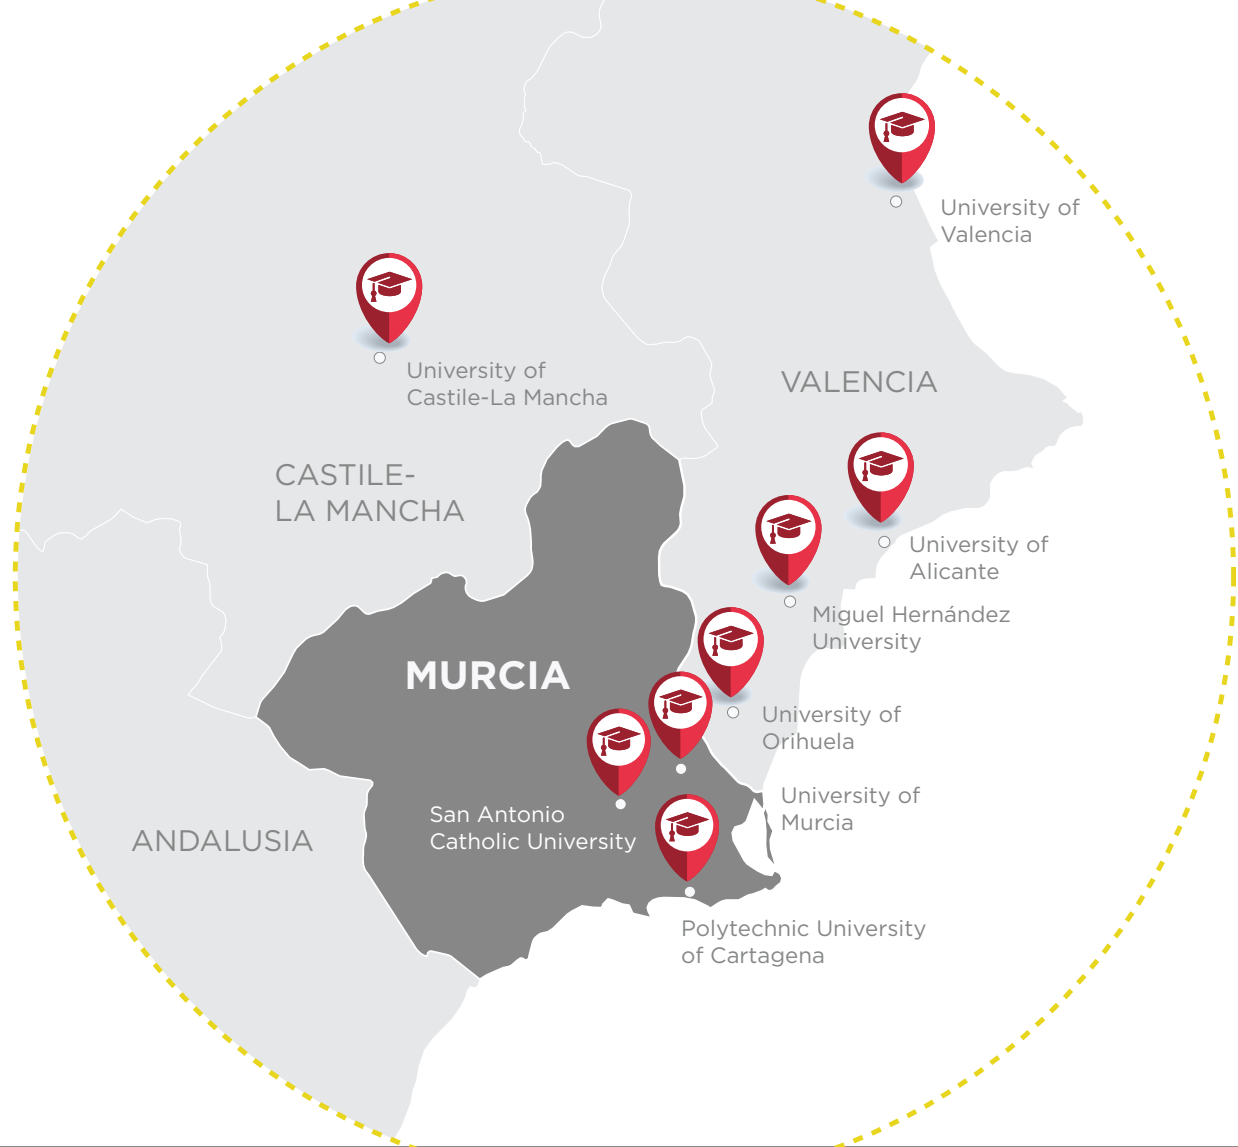 University of
Valencia
University of
Castile-La Mancha
VALENCIA
CASTILE-
LA MANCHA
University of
Alicante
Miguel Hernández
University
MURCIA
University of
Orihuela
University of
Murcia
San Antonio
Catholic University
ANDALUSIA
Polytechnic University
of Cartagena